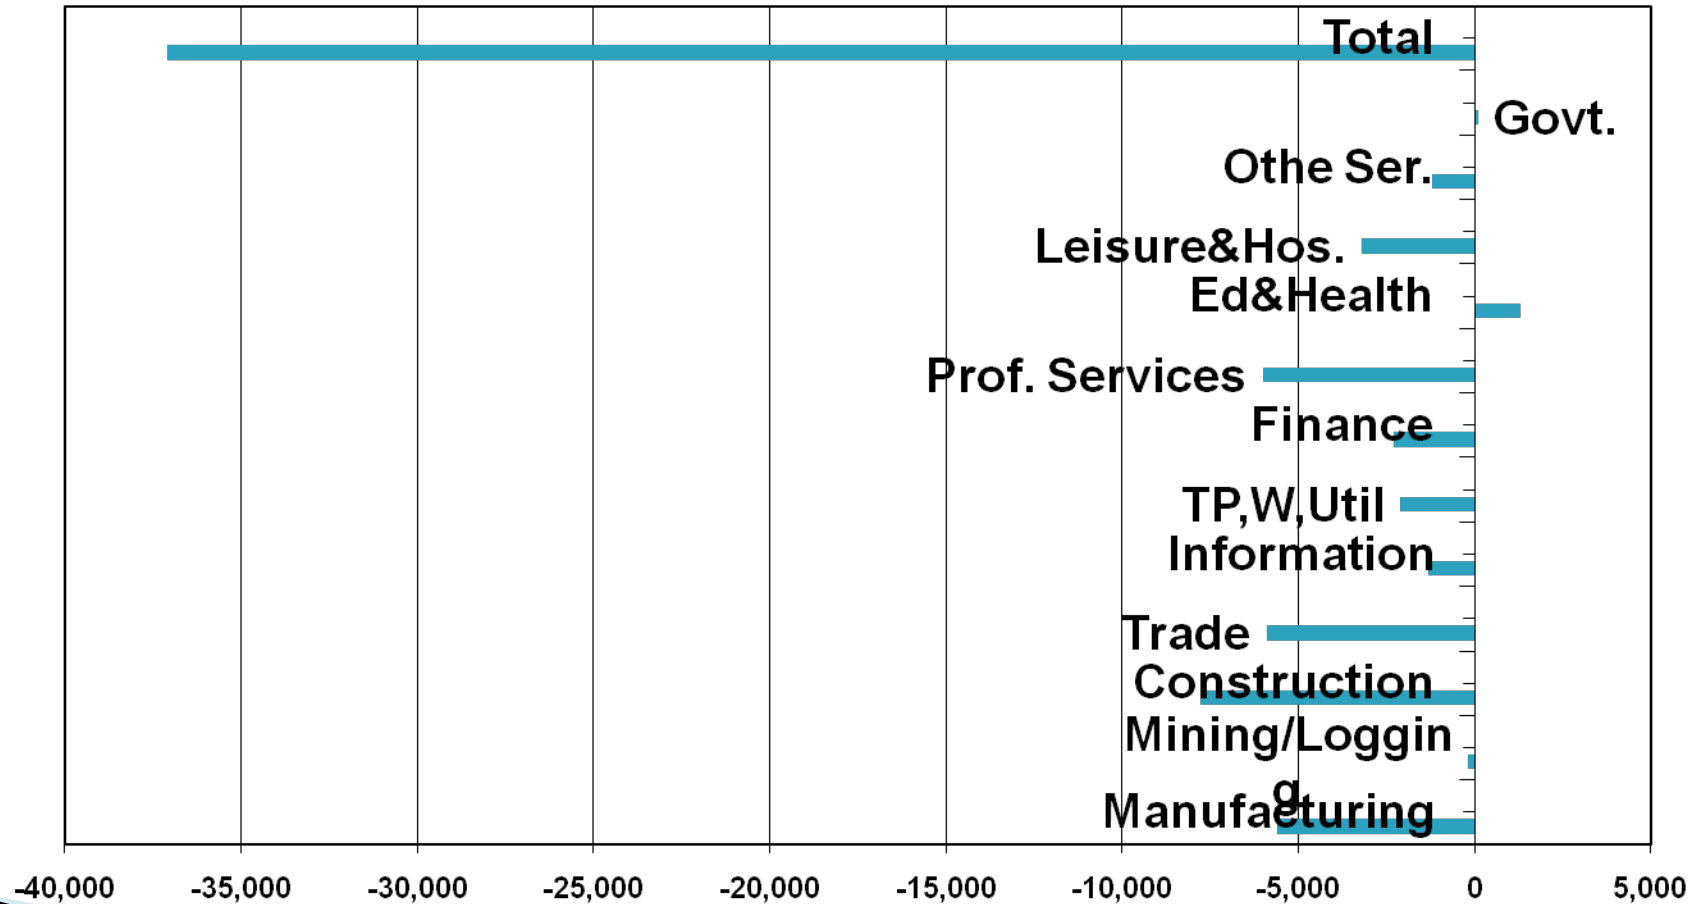 Total
Govt.
Othe Ser.
Leisure&Hos.
Ed&Health
Prof. Services
Finance
TP,W,Util
Information
Trade
Construction
Mining/Loggin
g
Manufacturing
-40,000 -35,000 -30,000 -25,000 -20,000 -15,000 -10,000 -5,000 0 5,000